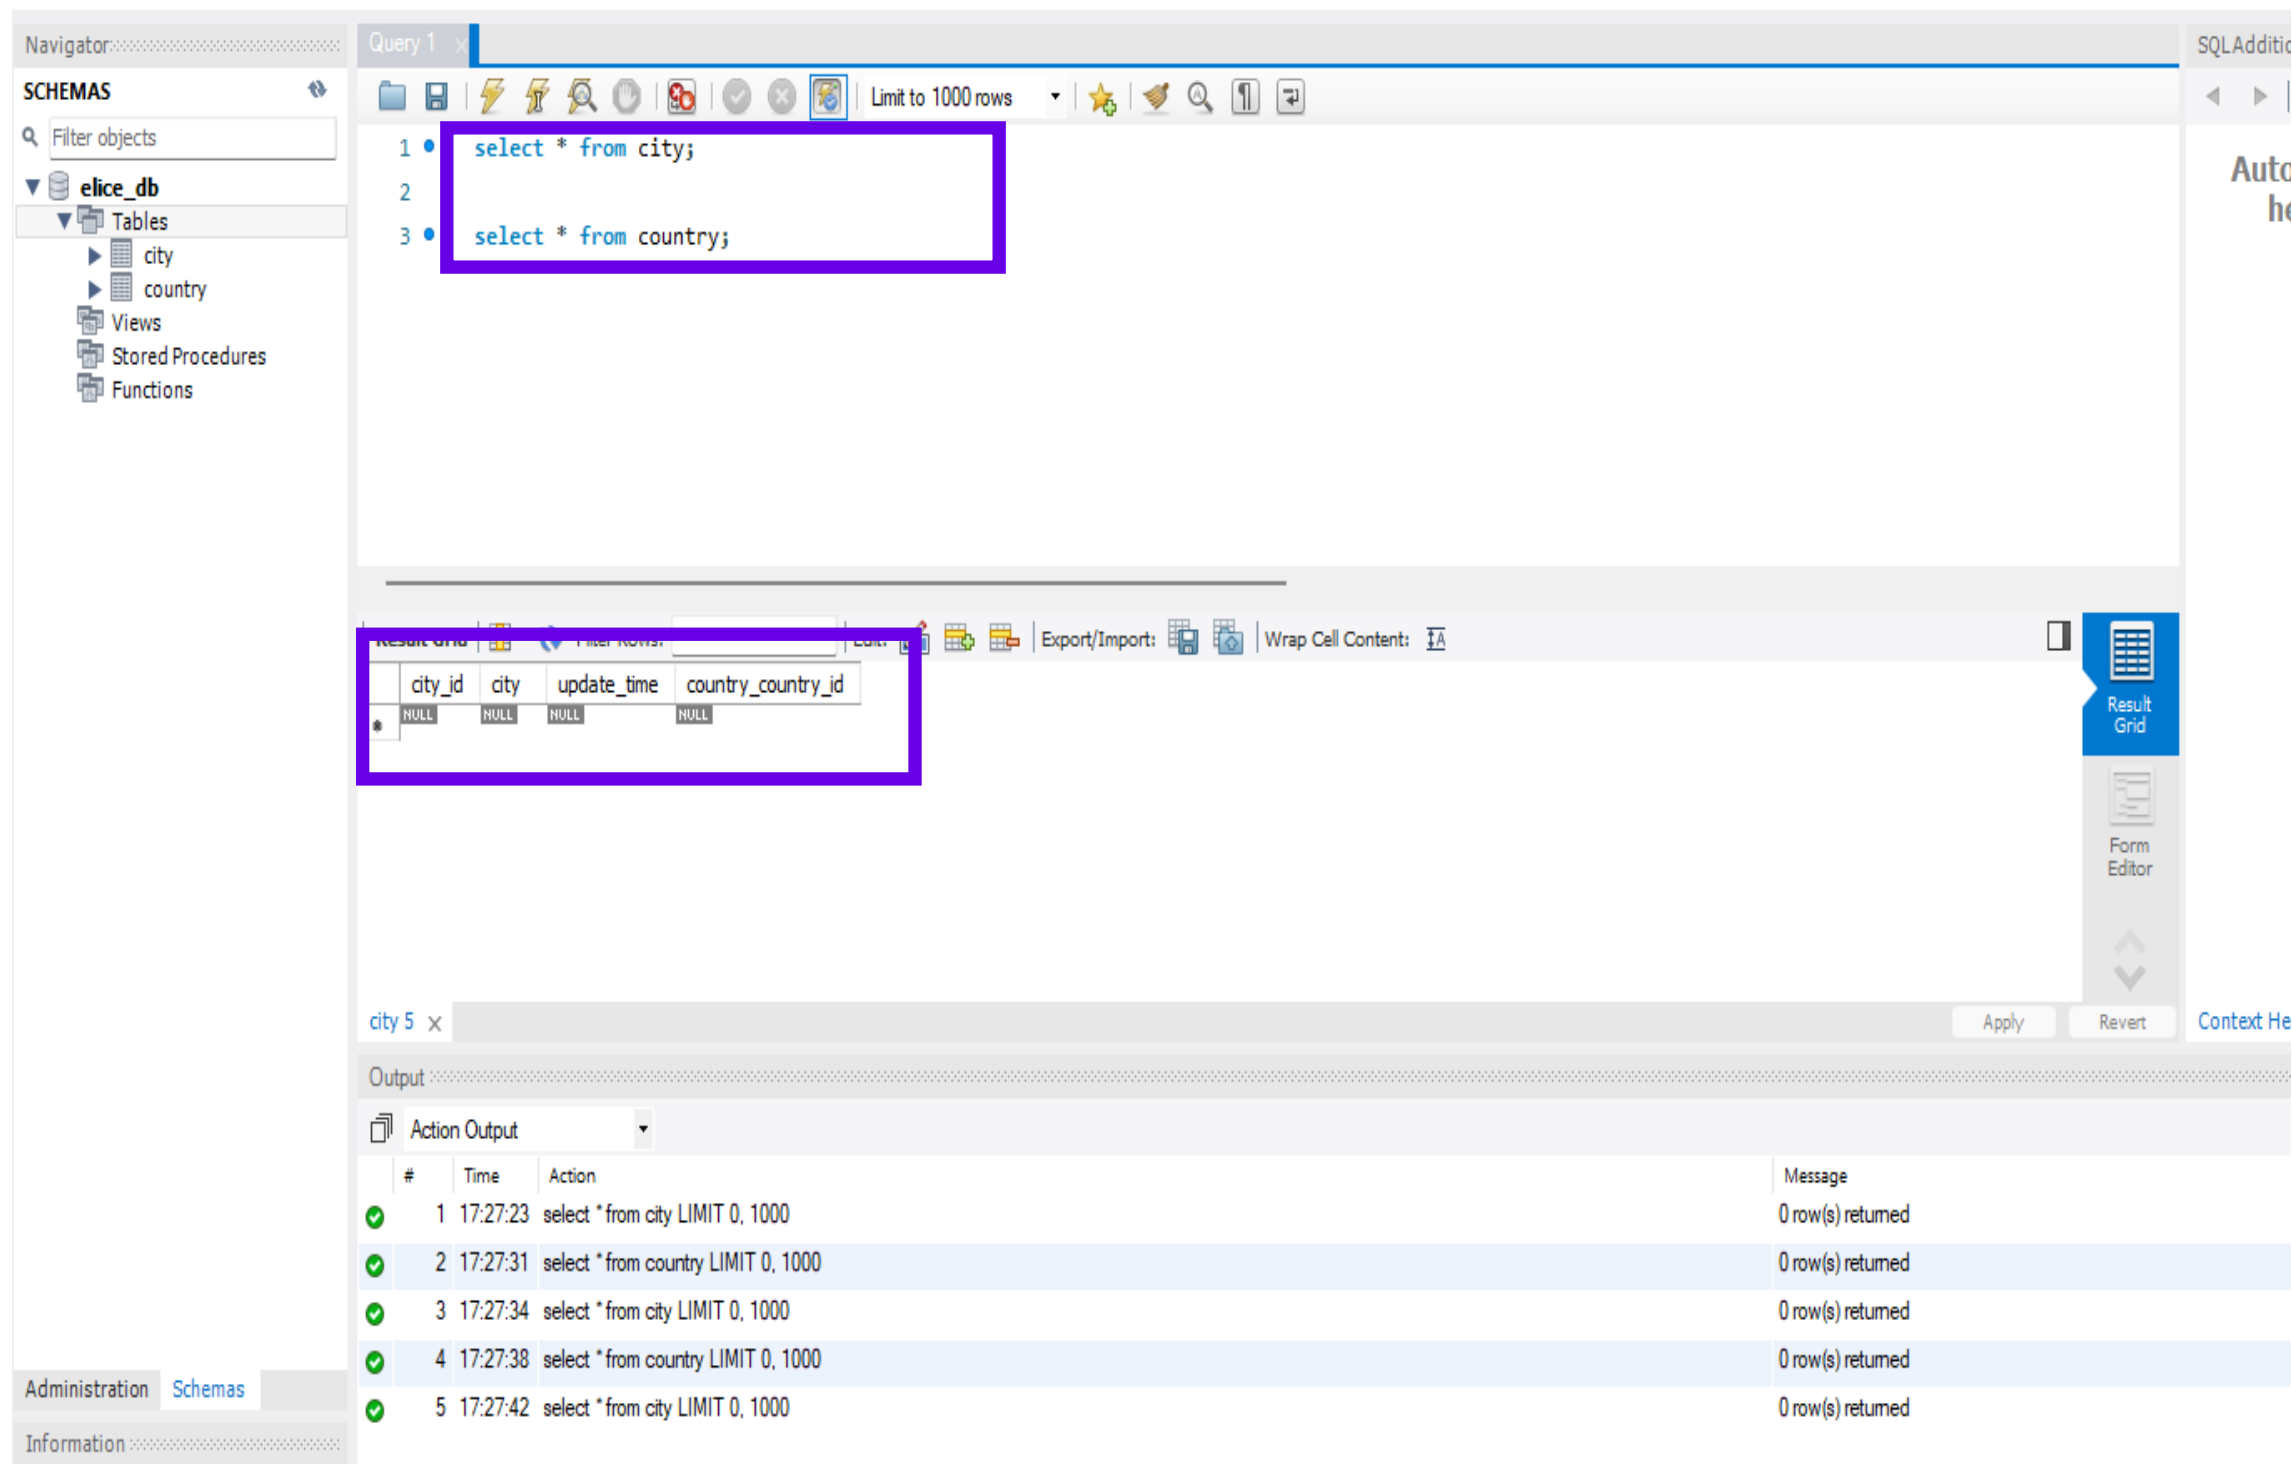 Navigator
SCHEMAS
Filter objects
elice_db
Tables
city
country
Views
Stored Procedures
Functions
Administration Schemas
Information
Query 1
Limit to 1000 rows
1 select * from city;
2
3 select * from country;
Result Grid Filter Rows: Edit: Export/Import: Wrap Cell Content:
city_id city update_time country_country_id
NULL NULL NULL NULL
Result
Grid
Form
Editor
city 5
Apply Revert
Output
Action Output
# Time Action Message
1 17:27:23 select * from city LIMIT 0, 1000 0 row(s) returned
2 17:27:31 select * from country LIMIT 0, 1000 0 row(s) returned
3 17:27:34 select * from city LIMIT 0, 1000 0 row(s) returned
4 17:27:38 select * from country LIMIT 0, 1000 0 row(s) returned
5 17:27:42 select * from city LIMIT 0, 1000 0 row(s) returned
Context